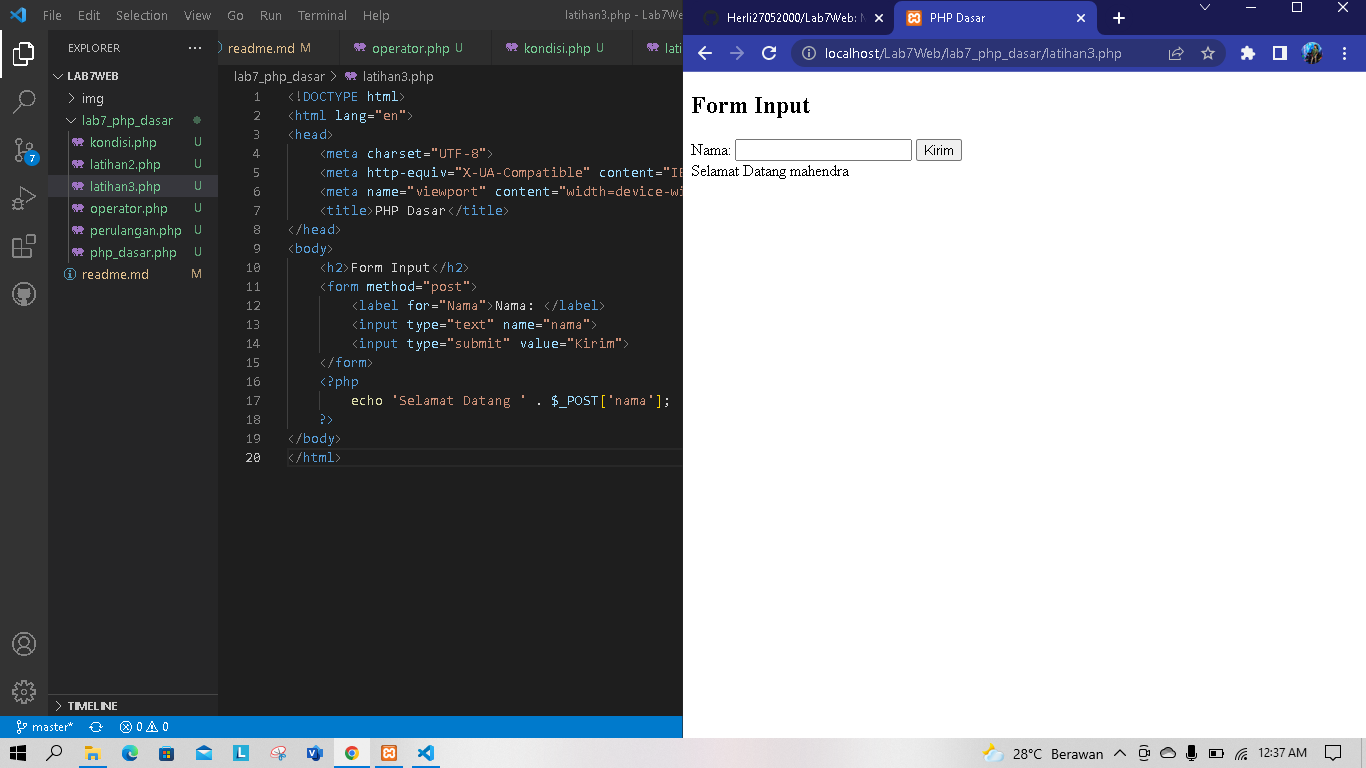 File Edit Selection View Go Run Terminal Help latihan3.php - Lab7We
EXPLORER ...
LAB7WEB
img
lab7_php_dasar
kondisi.php U
latihan2.php U
latihan3.php U
operator.php U
perulangan.php U
php_dasar.php U
readme.md M
TIMELINE
7
readme.md M operator.php U kondisi.php U lati
lab7_php_dasar > latihan3.php
1 <!DOCTYPE html>
2 <html lang="en">
3 <head>
4 <meta charset="UTF-8">
5 <meta http-equiv="X-UA-Compatible" content="IE
6 <meta name="viewport" content="width=device-wi
7 <title>PHP Dasar</title>
8 </head>
9 <body>
10 <h2>Form Input</h2>
11 <form method="post">
12 <label for="Nama">Nama: </label>
13 <input type="text" name="nama">
14 <input type="submit" value="Kirim">
15 </form>
16 <?php
17 echo 'Selamat Datang ' . $_POST['nama'];
18 ?>
19 </body>
20 </html>
master* 0 0
Herli27052000/Lab7Web: M PHP Dasar
localhost/Lab7Web/lab7_php_dasar/latihan3.php
Form Input
Nama: Kirim
Selamat Datang mahendra
L 28°C Berawan 12:37 AM